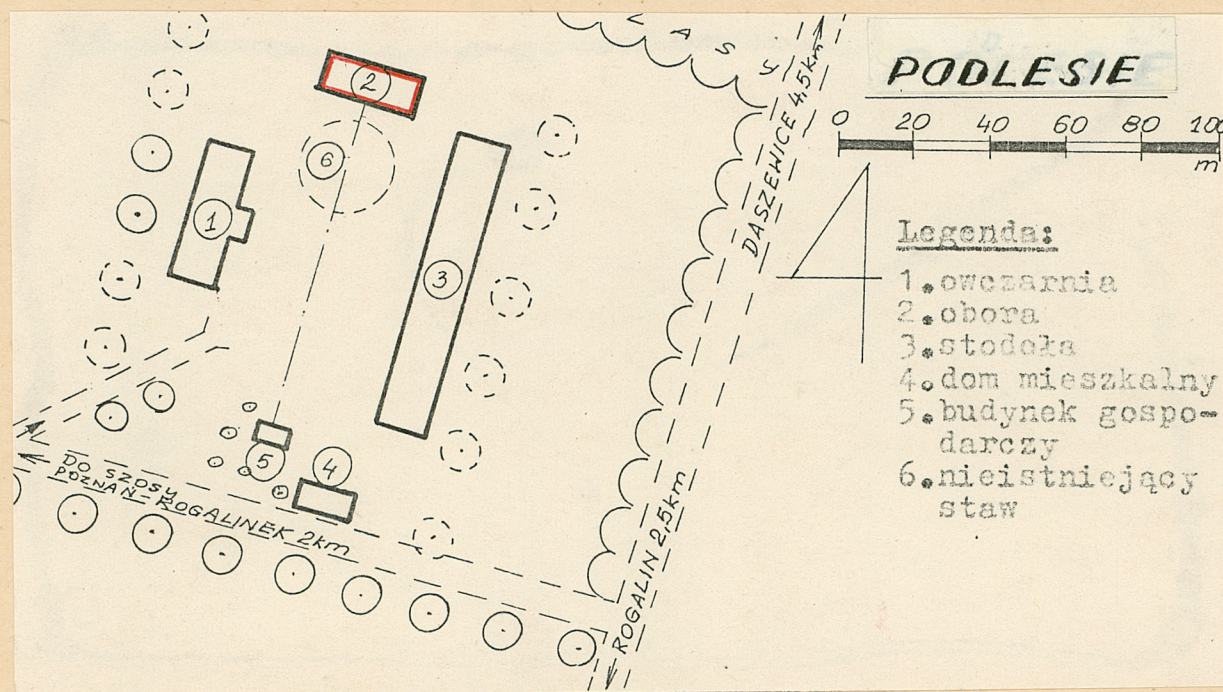 PODLESIE
0 20 40 60 80 100
m
Legenda:
1.owczarnia
2.obora
3.stodoła
4.dom mieszkalny
5.budynek gospo-
darczy
6.nieistniejący
staw
LASY
DASZEWICE 4,5km
2
6
1
3
5
4
DO SZOSY
POZNAŃ-ROGALINEK 2km
ROGALIN 2,5km